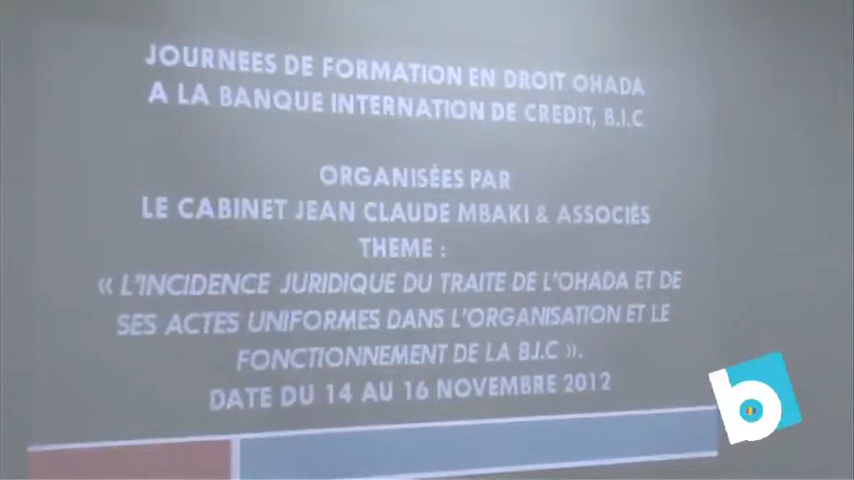 JOURNEES DE FORMATION EN DROIT OHADA
A LA BANQUE INTERNATION DE CREDIT, B.I.C
ORGANISÉES PAR
LE CABINET JEAN CLAUDE MBAKI & ASSOCIÉS
THEME :
« L'INCIDENCE JURIDIQUE DU TRAITE DE L'OHADA ET DE
SES ACTES UNIFORMES DANS L'ORGANISATION ET LE
FONCTIONNEMENT DE LA B.I.C ».
DATE DU 14 AU 16 NOVEMBRE 2012
b